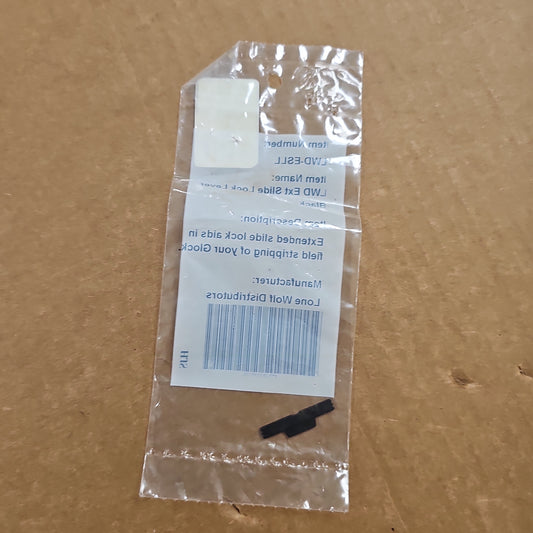 Item Number:
LWD-ESLL
Item Name:
LWD Ext Slide Lock Lever
Black
Item Description:
Extended slide lock aids in
field stripping of your Glock.
Manufacturer:
Lone Wolf Distributors
HJS